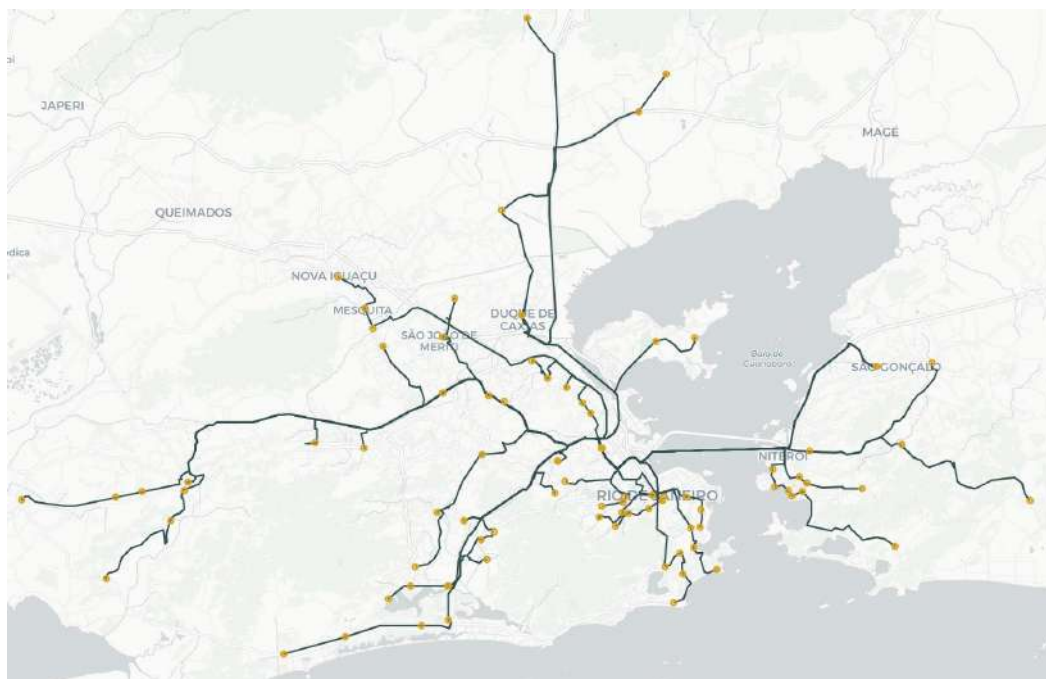 JAPERI
MAGÉ
QUEIMADOS
NOVA IGUAÇU
MESQUITA
DUQUE DE
CAXIAS
SÃO JOÃO DE
MERITI
Baía de
Guanabara
SÃO GONÇALO
NITERÓI
RIO DE JANEIRO